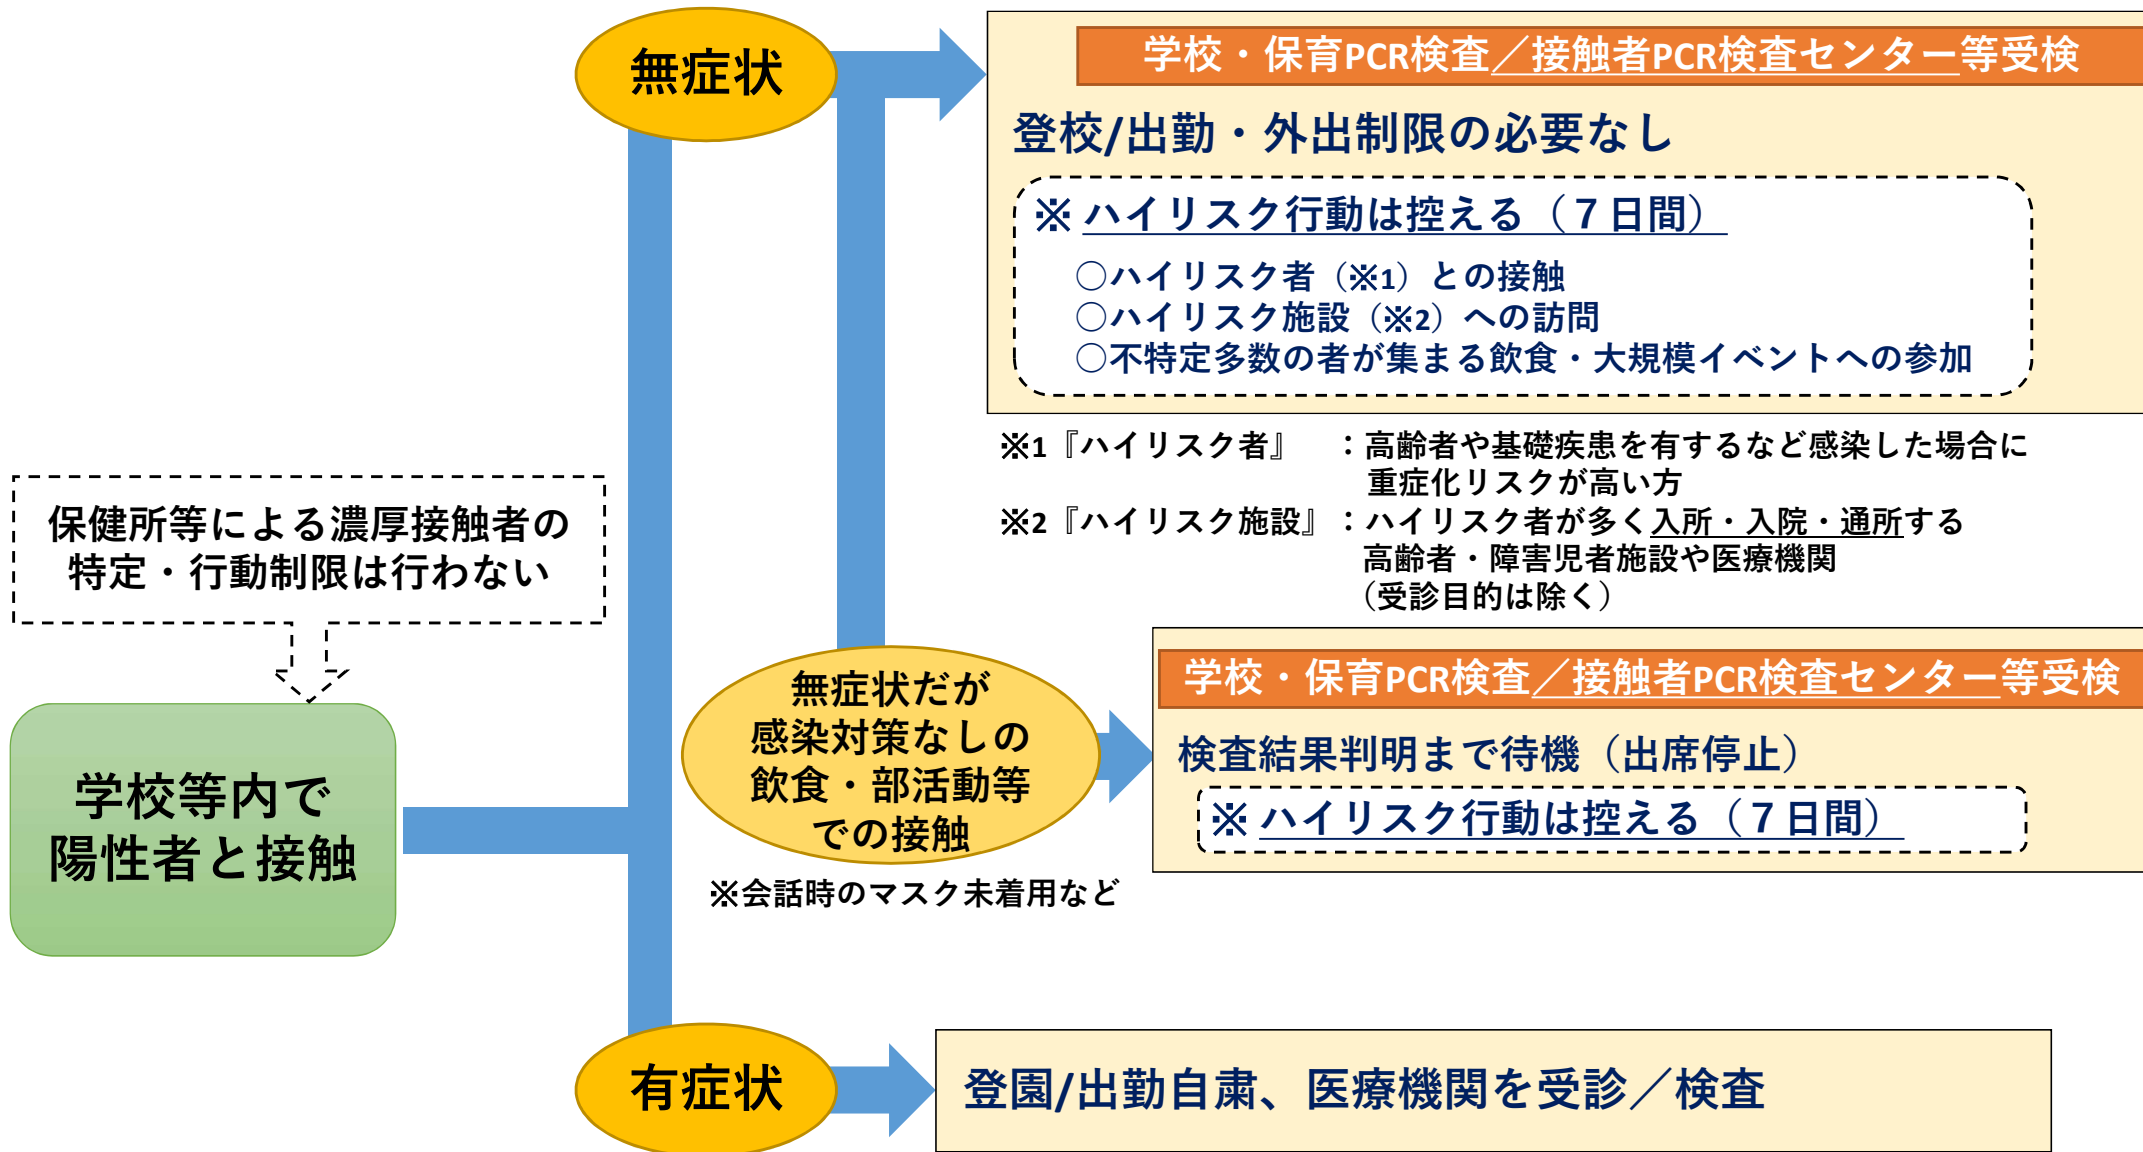 無症状
学校・保育PCR検査／接触者PCR検査センター等受検
登校/出勤・外出制限の必要なし
※ ハイリスク行動は控える（７日間）
○ハイリスク者（※1）との接触
○ハイリスク施設（※2）への訪問
○不特定多数の者が集まる飲食・大規模イベントへの参加
※1『ハイリスク者』　：高齢者や基礎疾患を有するなど感染した場合に
重症化リスクが高い方
※2『ハイリスク施設』：ハイリスク者が多く入所・入院・通所する
高齢者・障害児者施設や医療機関
（受診目的は除く）
保健所等による濃厚接触者の
特定・行動制限は行わない
学校等内で
陽性者と接触
無症状だが
感染対策なしの
飲食・部活動等
での接触
※会話時のマスク未着用など
学校・保育PCR検査／接触者PCR検査センター等受検
検査結果判明まで待機（出席停止）
※ ハイリスク行動は控える（７日間）
有症状
登園/出勤自粛、医療機関を受診／検査